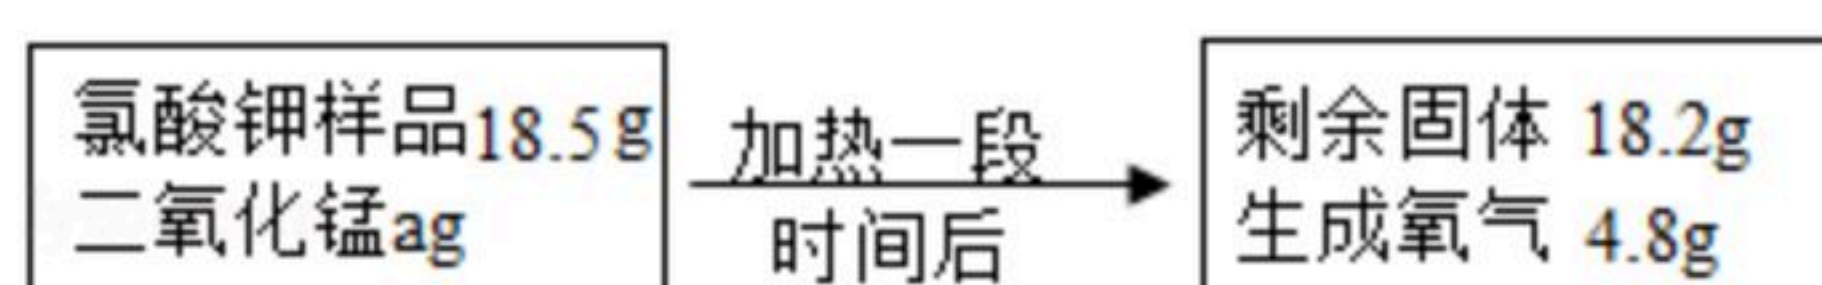 氯酸钾样品18.5g
二氧化锰ag
加热一段
时间后
剩余固体 18.2g
生成氧气 4.8g